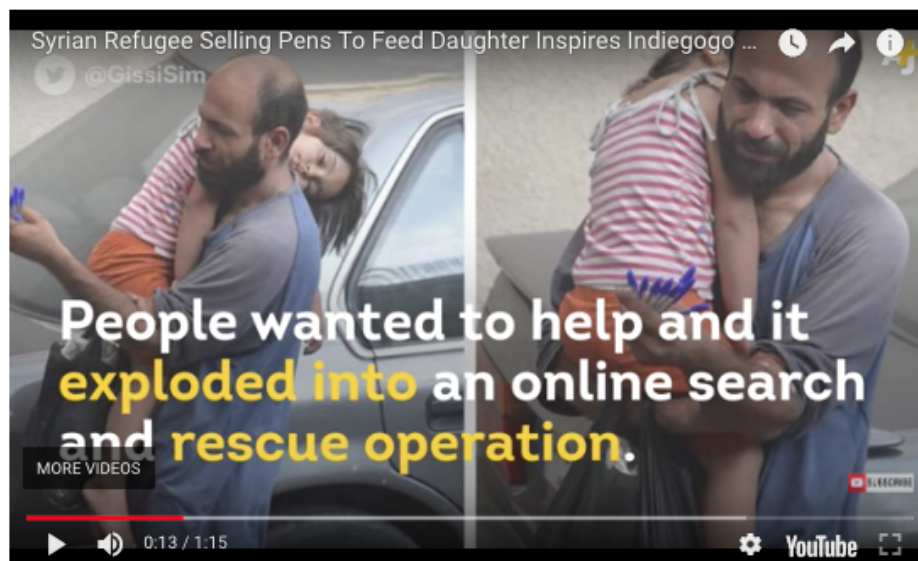 Syrian Refugee Selling Pens To Feed Daughter Inspires Indiegogo ...
@GissiSim
People wanted to help and it
exploded into an online search
and rescue operation.
MORE VIDEOS
SUBSCRIBE
0:13 / 1:15
YouTube